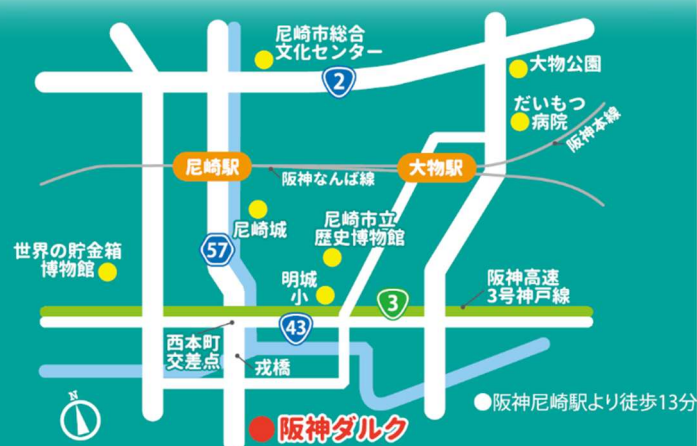 尼崎市総合
文化センター
2
大物公園
だいもつ
病院
阪神本線
尼崎駅
大物駅
阪神なんば線
尼崎城
尼崎市立
歴史博物館
57
世界の貯金箱
博物館
明城
小
3
阪神高速
3号神戸線
43
西本町
交差点
戎橋
N
阪神ダルク
●阪神尼崎駅より徒歩13分